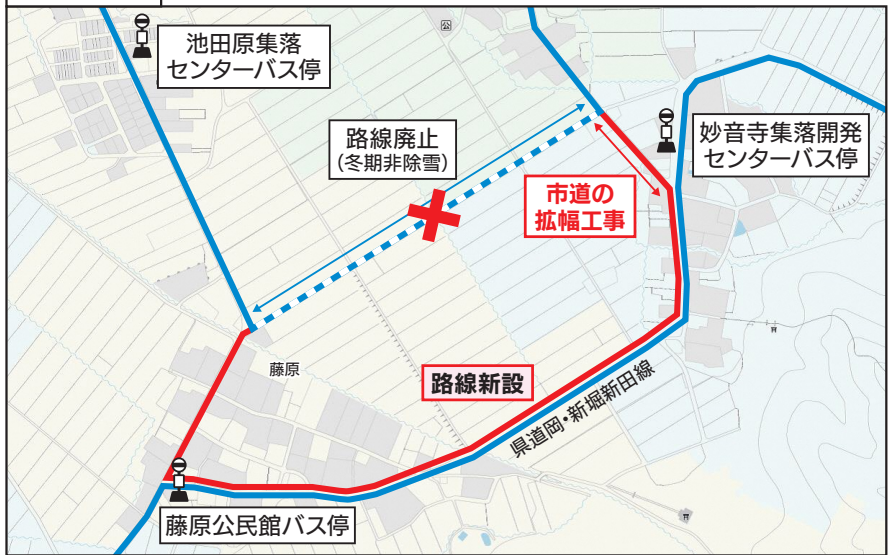 池田原集落
センターバス停
公
路線廃止
(冬期非除雪)
妙音寺集落開発
センターバス停
市道の
拡幅工事
藤原
路線新設
県道岡・新堀新田線
藤原公民館バス停